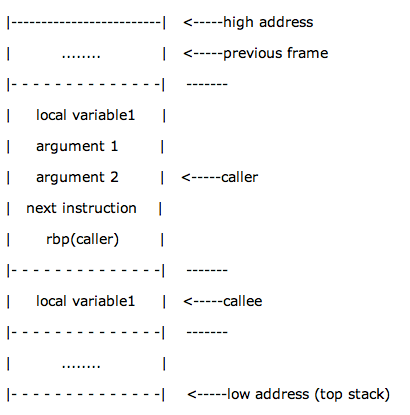 |-------------------------| <-----high address
| ........ | <-----previous frame
|- - - - - - - - - - - - - -| -------
| local variable1 |
| argument 1 |
| argument 2 | <-----caller
| next instruction |
| rbp(caller) |
|- - - - - - - - - - - - - -| -------
| local variable1 | <-----callee
|- - - - - - - - - - - - - -| -------
| ........ |
|- - - - - - - - - - - - - -| <-----low address (top stack)